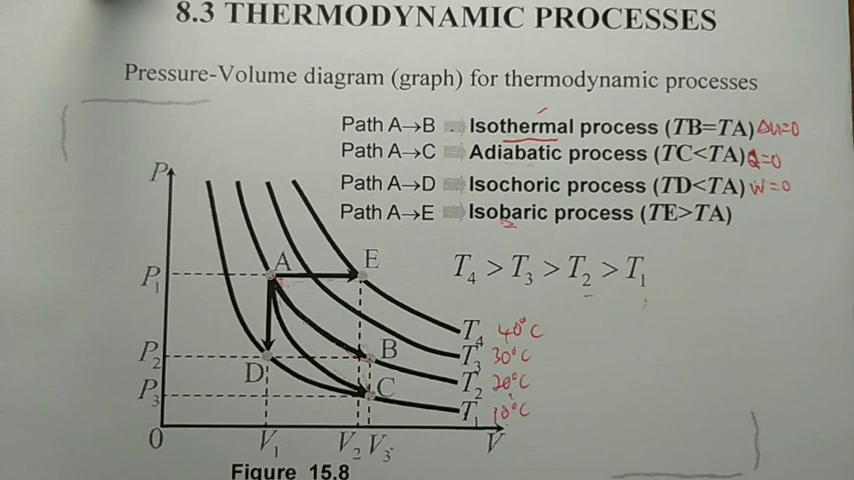 8.3 THERMODYNAMIC PROCESSES
Pressure-Volume diagram (graph) for thermodynamic processes
Path A→B ⇒ Isothermal process (TB=TA) ΔU=0
Path A→C ⇒ Adiabatic process (TC<TA) Q=0
Path A→D ⇒ Isochoric process (TD<TA) W=0
Path A→E ⇒ Isobaric process (TE>TA)
P
A
E
T₄ > T₃ > T₂ > T₁
P₁
T₄ 40°C
B
P₂
T₃ 30°C
D
C
T₂ 20°C
P₃
T₁ 10°C
0
V₁
V₂
V₃
V
Figure 15.8